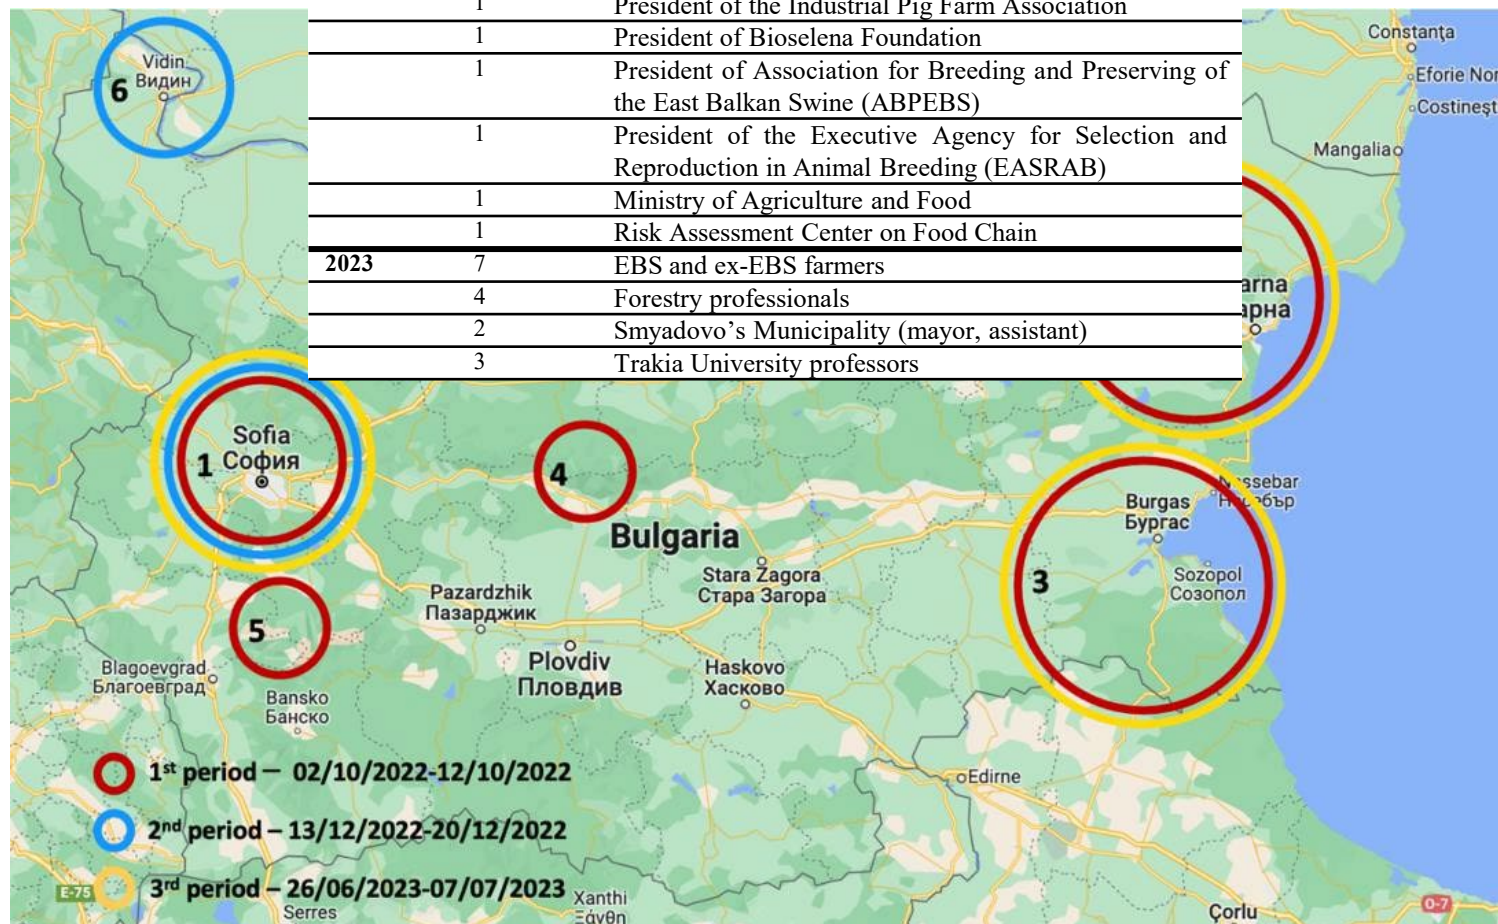 1 President of the Industrial Pig Farm Association
1 President of Bioselena Foundation
1 President of Association for Breeding and Preserving of
the East Balkan Swine (ABPEBS)
1 President of the Executive Agency for Selection and
Reproduction in Animal Breeding (EASRAB)
1 Ministry of Agriculture and Food
1 Risk Assessment Center on Food Chain
2023 7 EBS and ex-EBS farmers
4 Forestry professionals
2 Smyadovo’s Municipality (mayor, assistant)
3 Trakia University professors
Vidin
Видин
6
Constanța
Eforie Nor
Costineșt
Mangalia
arna
арна
Sofia
София
1
4
Bulgaria
Nessebar
Несебър
Burgas
Бургас
3
Sozopol
Созопол
Stara Zagora
Стара Загора
Pazardzhik
Пазарджик
5
Plovdiv
Пловдив
Haskovo
Хасково
Blagoevgrad
Благоевград
Bansko
Банско
Edirne
1st period – 02/10/2022-12/10/2022
2nd period – 13/12/2022-20/12/2022
3rd period – 26/06/2023-07/07/2023
E-75
Serres
Xanthi
Ξάνθη
Çorlu
O-7